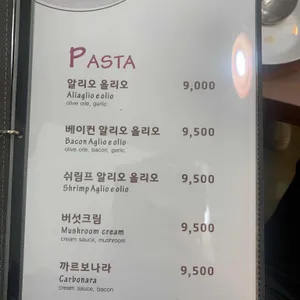 PASTA
알리오 올리오 9,000
Aliaglio e olio
olive oile, garlic
베이컨 알리오 올리오 9,500
Bacon Aglio e olio
olive oile, bacon, garlic
쉬림프 알리오 올리오 9,500
Shrimp Aglio e olio
버섯크림 9,500
Mushroom cream
cream sauce, mushroom
까르보나라 9,500
Carbonara
cream sauce, bacon